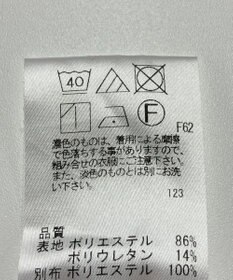 40
F
F62
濃色のものは、着用による摩擦
で色落ちする事がありますので、
組み合せの衣服にご注意下さい。
また、淡色のものとは別にお洗
い下さい。
123
品質
表地 ポリエステル 86%
ポリウレタン 14%
別布 ポリエステル 100%